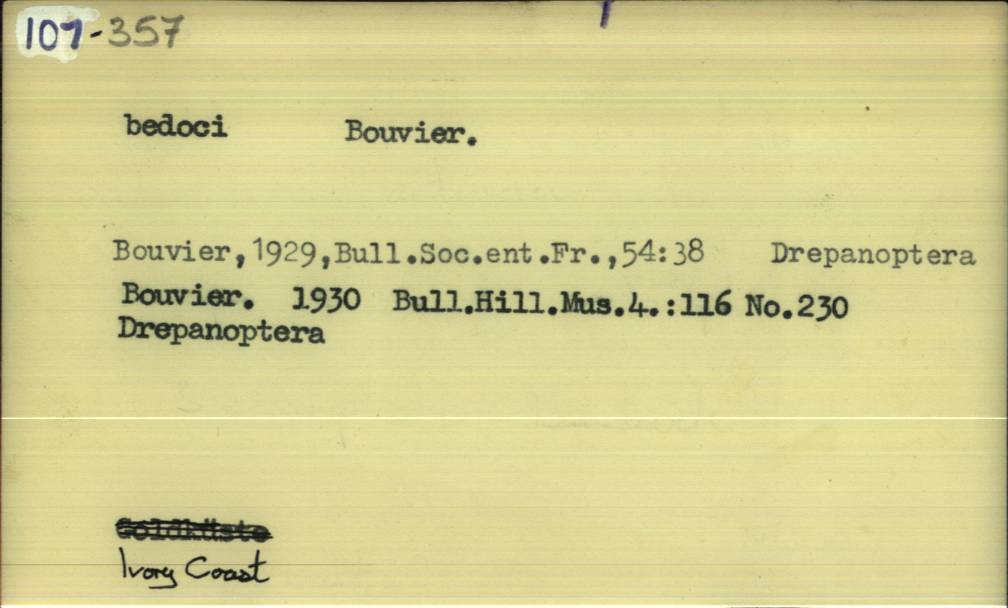 107-357
bedoci Bouvier.
Bouvier,1929,Bull.Soc.ent.Fr.,54:38 Drepanoptera
Bouvier. 1930 Bull.Hill.Mus.4.:116 No.230
Drepanoptera
Goldküste
Ivory Coast